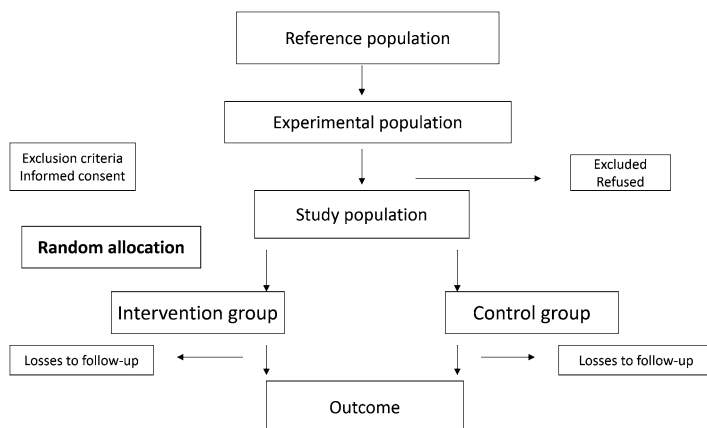 Reference population
Experimental population
Exclusion criteria
Informed consent
Excluded
Refused
Study population
Random allocation
Intervention group
Control group
Losses to follow-up
Losses to follow-up
Outcome